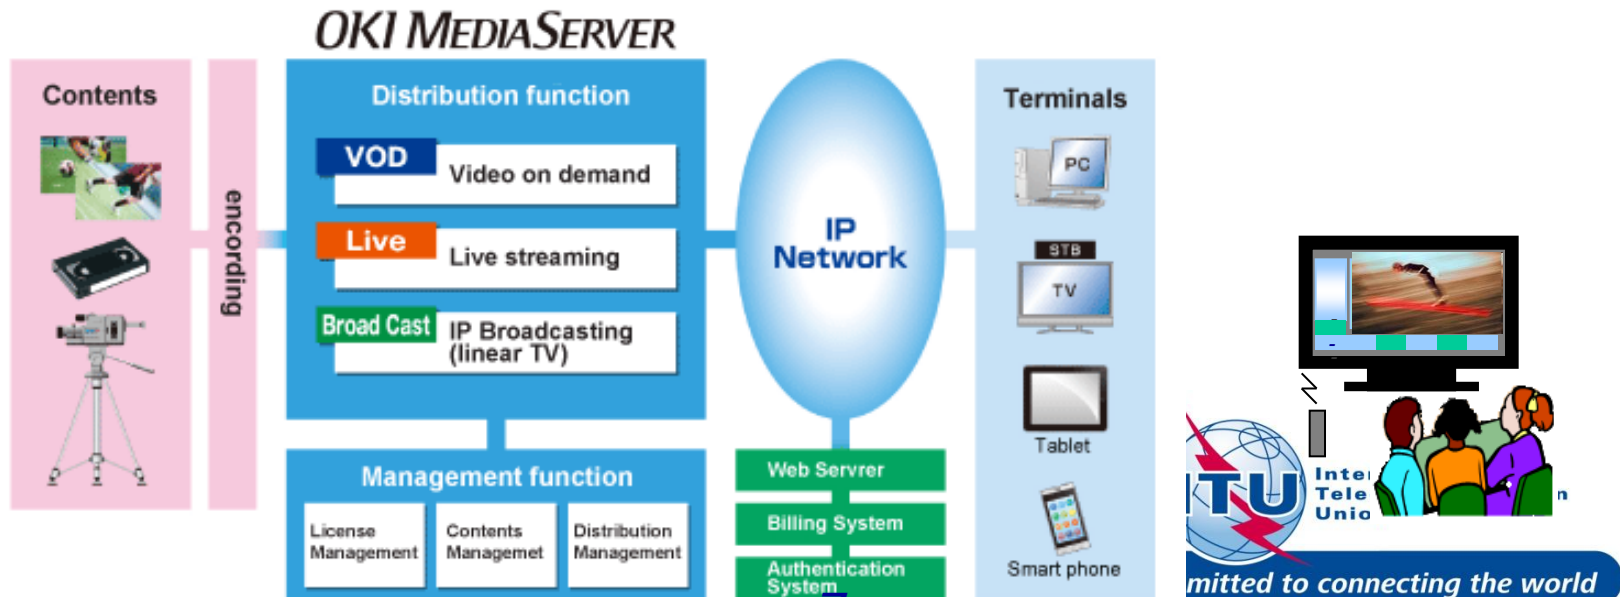 OKI MEDIASERVER
Contents
encording
Distribution function
VOD
Video on demand
Live
Live streaming
Broad Cast
IP Broadcasting
(linear TV)
Management function
License
Management
Contents
Managemet
Distribution
Management
IP
Network
Web Servrer
Billing System
Authentication
System
Terminals
PC
STB
TV
Tablet
Smart phone
ITU
Inte
Tele
Unio
n
mitted to connecting the world